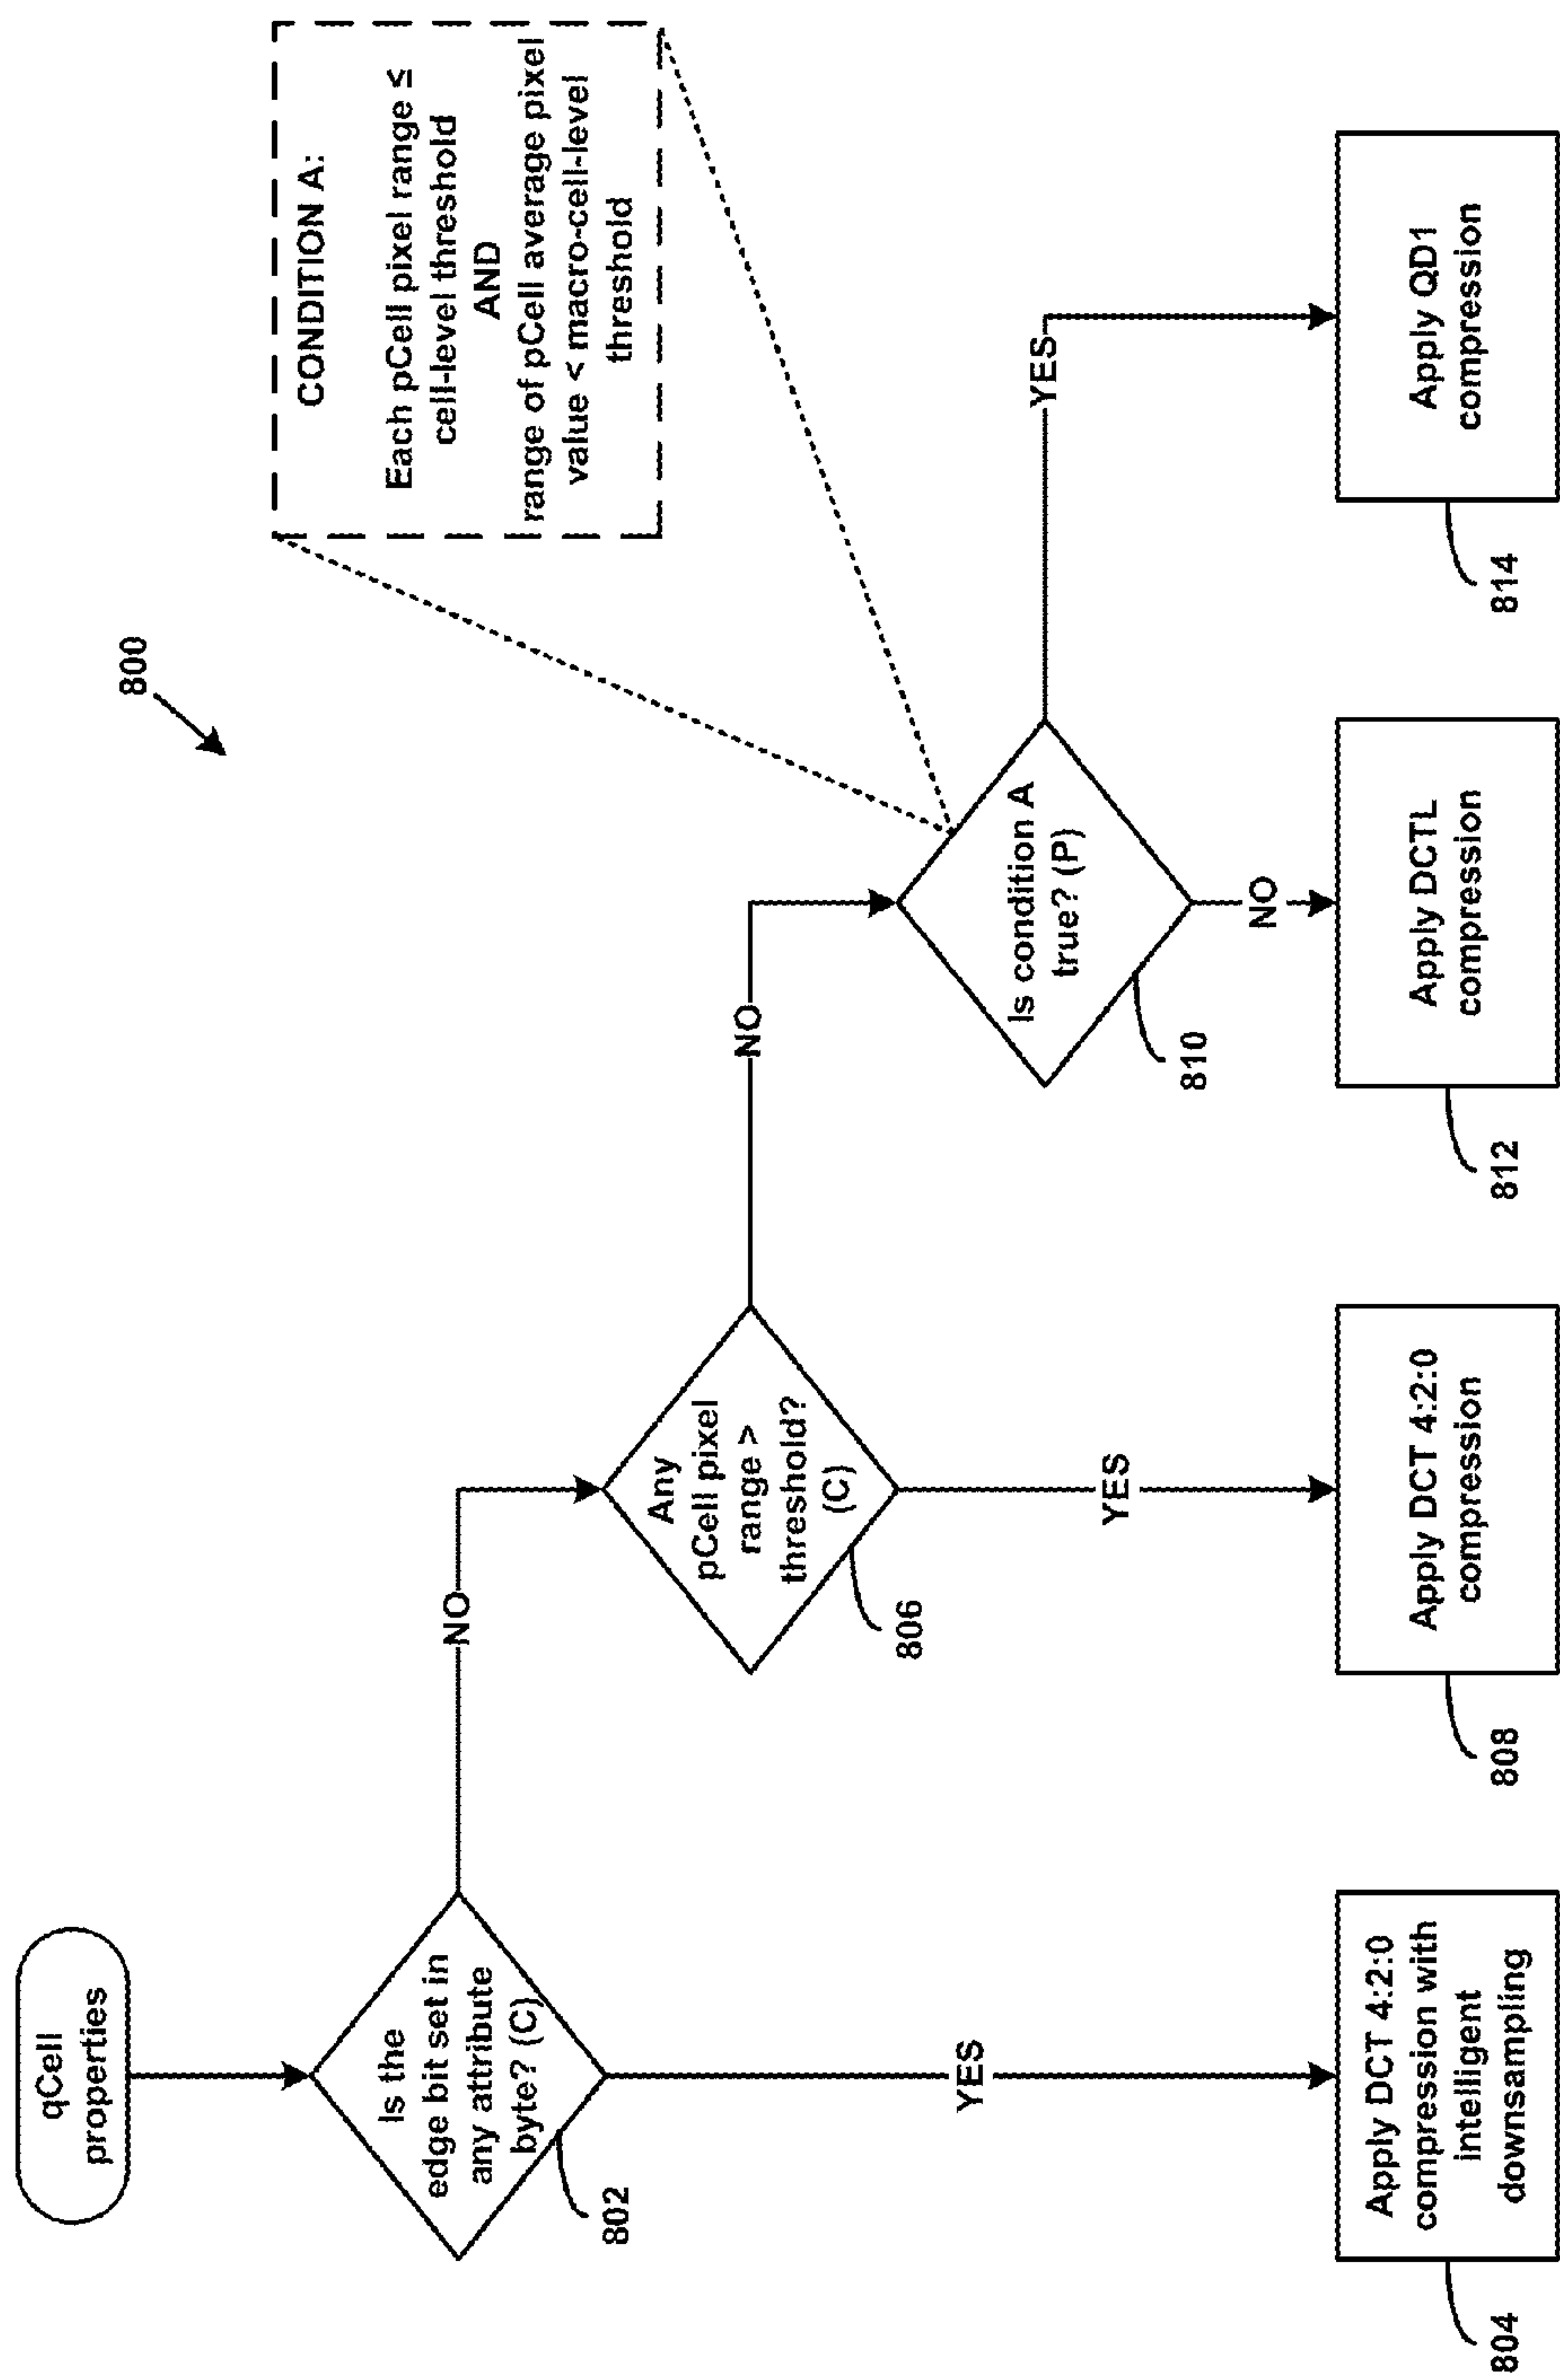 800
qCell
properties
Is the
edge bit set in
any attribute
byte? (C)
802
NO
YES
Apply DCT 4:2:0
compression with
intelligent
downsampling
804
Any
pCell pixel
range >
threshold?
(C)
806
NO
YES
Apply DCT 4:2:0
compression
808
CONDITION A:
Each pCell pixel range ≤
cell-level threshold
AND
range of pCell average pixel
value < macro-cell-level
threshold
Is condition A
true? (P)
810
NO
YES
Apply DCTL
compression
812
Apply QD1
compression
814